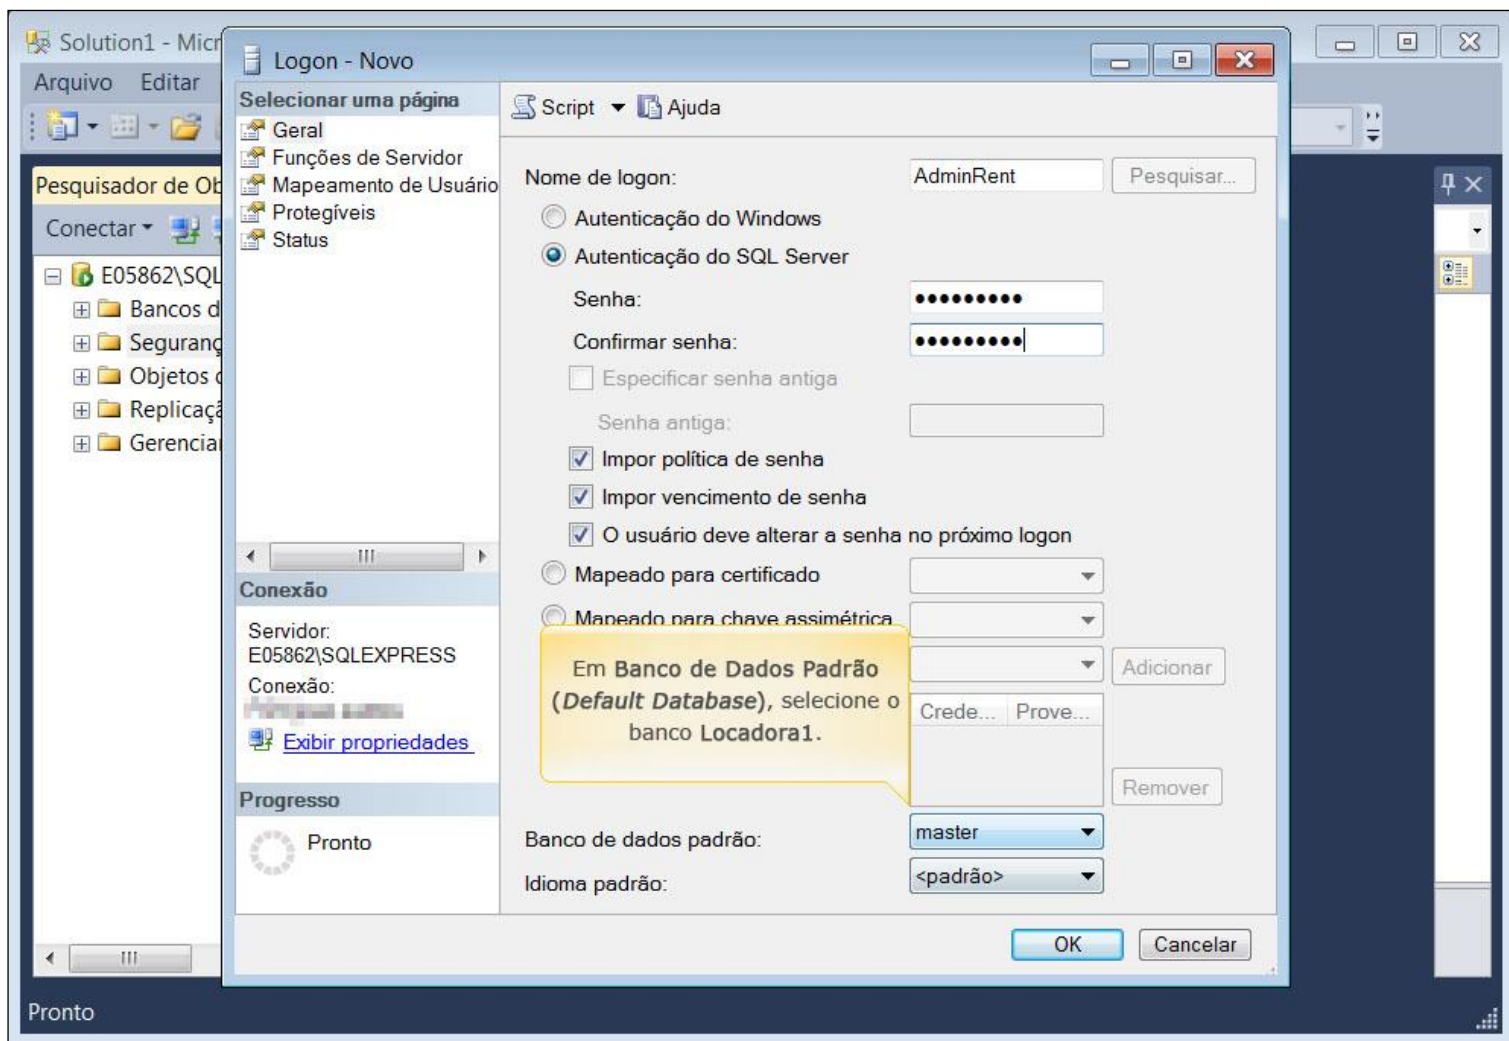 Solution1 - Micr
Arquivo Editar
Pesquisador de Ob
Conectar
E05862\SQL
Bancos d
Seguranç
Objetos d
Replicaçã
Gerenciar
Pronto
Logon - Novo
Selecionar uma página
Geral
Funções de Servidor
Mapeamento de Usuário
Protegíveis
Status
Conexão
Servidor:
E05862\SQLEXPRESS
Conexão:
Exibir propriedades
Progresso
Pronto
Script Ajuda
Nome de logon: AdminRent Pesquisar...
Autenticação do Windows
Autenticação do SQL Server
Senha: •••••••••
Confirmar senha: •••••••••
Especificar senha antiga
Senha antiga:
Impor política de senha
Impor vencimento de senha
O usuário deve alterar a senha no próximo logon
Mapeado para certificado
Mapeado para chave assimétrica
Adicionar
Crede... Prove...
Remover
Em Banco de Dados Padrão
(Default Database), selecione o
banco Locadora1.
Banco de dados padrão: master
Idioma padrão: <padrão>
OK Cancelar